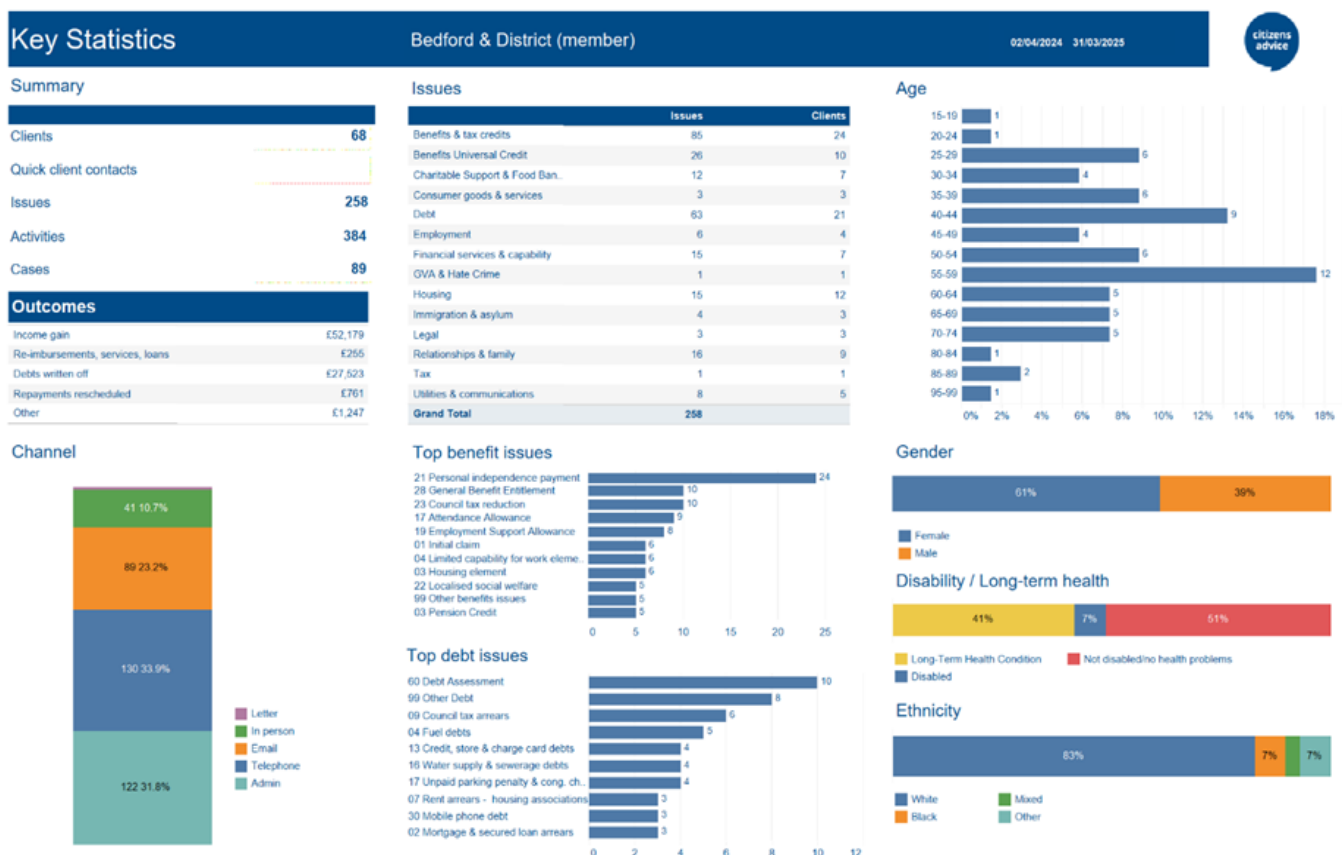 Key Statistics
Bedford & District (member)
02/04/2024 31/03/2025
citizens
advice
Summary
Clients 68
Quick client contacts
Issues 258
Activities 384
Cases 89
Outcomes
Income gain £52,179
Re-imbursements, services, loans £255
Debts written off £27,523
Repayments rescheduled £761
Other £1,247
Issues
Issues Clients
Benefits & tax credits 85 24
Benefits Universal Credit 26 10
Charitable Support & Food Ban.. 12 7
Consumer goods & services 3 3
Debt 63 21
Employment 6 4
Financial services & capability 15 7
GVA & Hate Crime 1 1
Housing 15 12
Immigration & asylum 4 3
Legal 3 3
Relationships & family 16 9
Tax 1 1
Utilities & communications 8 5
Grand Total 258
Age
15-19 1
20-24 1
25-29 6
30-34 4
35-39 6
40-44 9
45-49 4
50-54 6
55-59 12
60-64 5
65-69 5
70-74 5
80-84 1
85-89 2
95-99 1
0% 2% 4% 6% 8% 10% 12% 14% 16% 18%
Channel
41 10.7%
89 23.2%
130 33.9%
122 31.8%
Letter
In person
Email
Telephone
Admin
Top benefit issues
21 Personal independence payment 24
28 General Benefit Entitlement 10
23 Council tax reduction 10
17 Attendance Allowance 9
19 Employment Support Allowance 8
01 Initial claim 6
04 Limited capability for work eleme.. 6
03 Housing element 6
22 Localised social welfare 5
99 Other benefits issues 5
03 Pension Credit 5
0 5 10 15 20 25
Top debt issues
60 Debt Assessment 10
99 Other Debt 8
09 Council tax arrears 6
04 Fuel debts 5
13 Credit, store & charge card debts 4
16 Water supply & sewerage debts 4
17 Unpaid parking penalty & cong. ch.. 4
07 Rent arrears - housing associations 3
30 Mobile phone debt 3
02 Mortgage & secured loan arrears 3
0 2 4 6 8 10 12
Gender
61% 39%
Female
Male
Disability / Long-term health
41% 7% 51%
Long-Term Health Condition Not disabled/no health problems
Disabled
Ethnicity
83% 7% 7%
White Mixed
Black Other